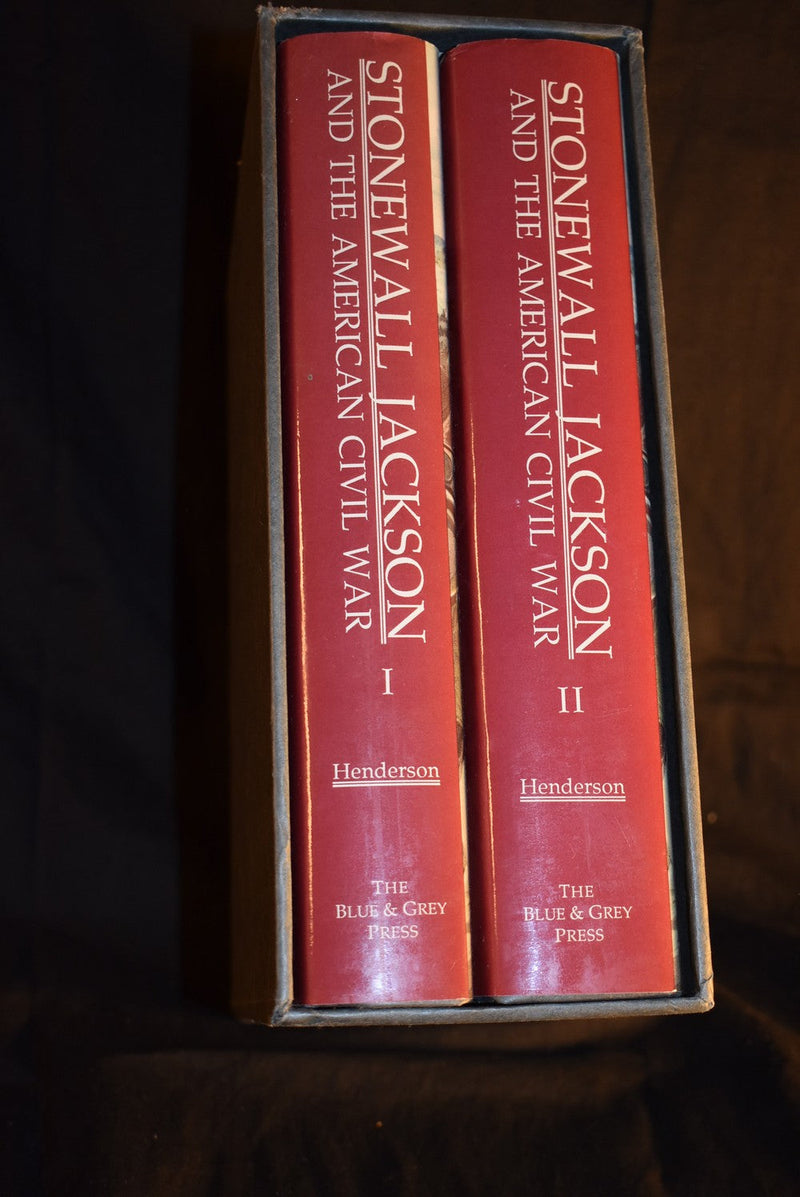 STONEWALL JACKSON
AND THE AMERICAN CIVIL WAR
I
Henderson
THE
BLUE & GREY
PRESS
STONEWALL JACKSON
AND THE AMERICAN CIVIL WAR
II
Henderson
THE
BLUE & GREY
PRESS